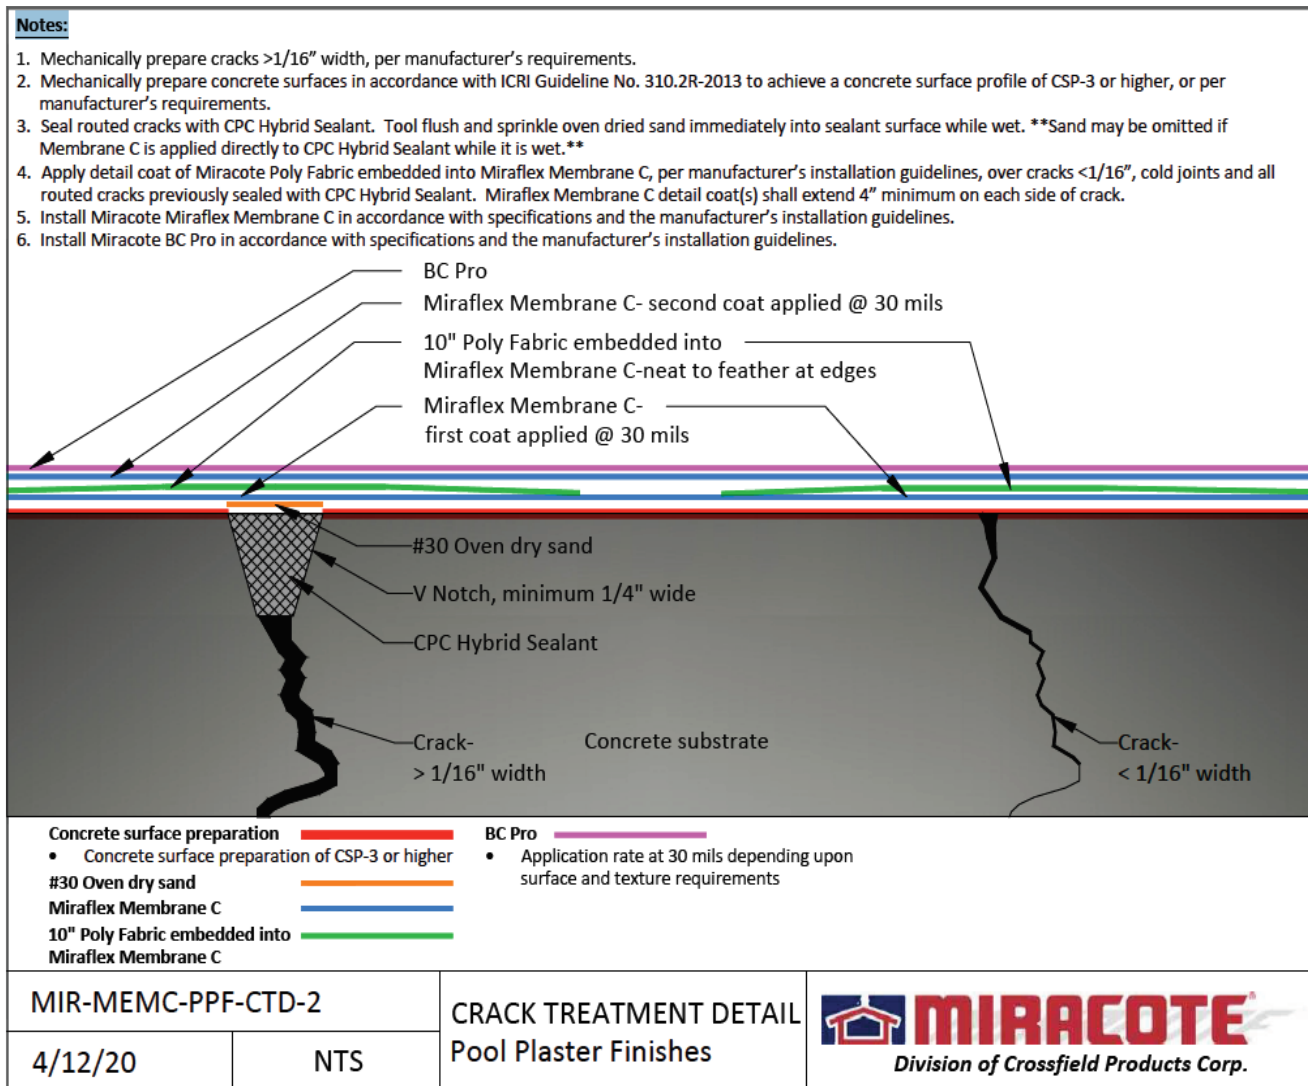 Notes:
1. Mechanically prepare cracks >1/16” width, per manufacturer’s requirements.
2. Mechanically prepare concrete surfaces in accordance with ICRI Guideline No. 310.2R-2013 to achieve a concrete surface profile of CSP-3 or higher, or per
manufacturer’s requirements.
3. Seal routed cracks with CPC Hybrid Sealant. Tool flush and sprinkle oven dried sand immediately into sealant surface while wet. **Sand may be omitted if
Membrane C is applied directly to CPC Hybrid Sealant while it is wet.**
4. Apply detail coat of Miracote Poly Fabric embedded into Miraflex Membrane C, per manufacturer’s installation guidelines, over cracks <1/16”, cold joints and all
routed cracks previously sealed with CPC Hybrid Sealant. Miraflex Membrane C detail coat(s) shall extend 4” minimum on each side of crack.
5. Install Miracote Miraflex Membrane C in accordance with specifications and the manufacturer’s installation guidelines.
6. Install Miracote BC Pro in accordance with specifications and the manufacturer’s installation guidelines.
BC Pro
Miraflex Membrane C- second coat applied @ 30 mils
10" Poly Fabric embedded into
Miraflex Membrane C-neat to feather at edges
Miraflex Membrane C-
first coat applied @ 30 mils
#30 Oven dry sand
V Notch, minimum 1/4" wide
CPC Hybrid Sealant
Crack-
> 1/16" width
Concrete substrate
Crack-
< 1/16" width
Concrete surface preparation
• Concrete surface preparation of CSP-3 or higher
#30 Oven dry sand
Miraflex Membrane C
10" Poly Fabric embedded into
Miraflex Membrane C
BC Pro
• Application rate at 30 mils depending upon
surface and texture requirements
MIR-MEMC-PPF-CTD-2
4/12/20
NTS
CRACK TREATMENT DETAIL
Pool Plaster Finishes
MIRACOTE®
Division of Crossfield Products Corp.